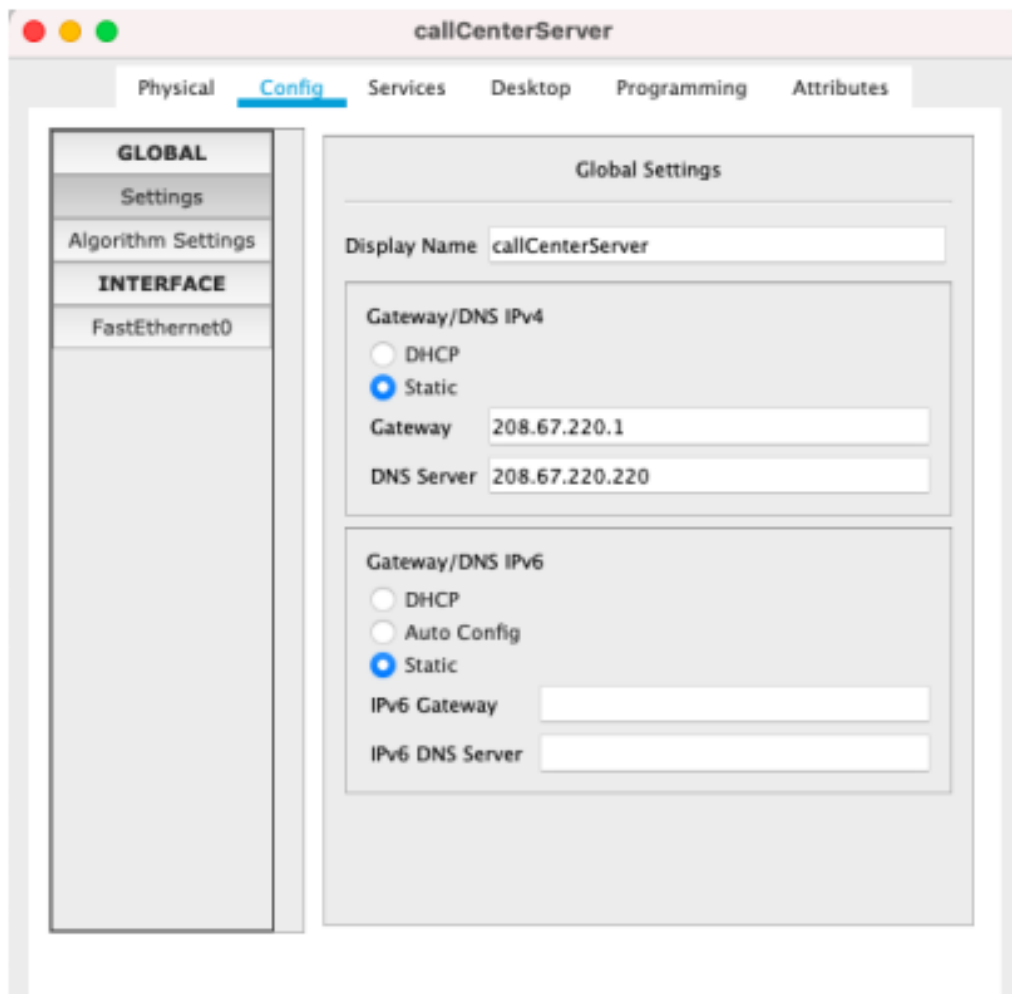 callCenterServer
Physical Config Services Desktop Programming Attributes
GLOBAL
Settings
Algorithm Settings
INTERFACE
FastEthernet0
Global Settings
Display Name callCenterServer
Gateway/DNS IPv4
DHCP
Static
Gateway 208.67.220.1
DNS Server 208.67.220.220
Gateway/DNS IPv6
DHCP
Auto Config
Static
IPv6 Gateway
IPv6 DNS Server